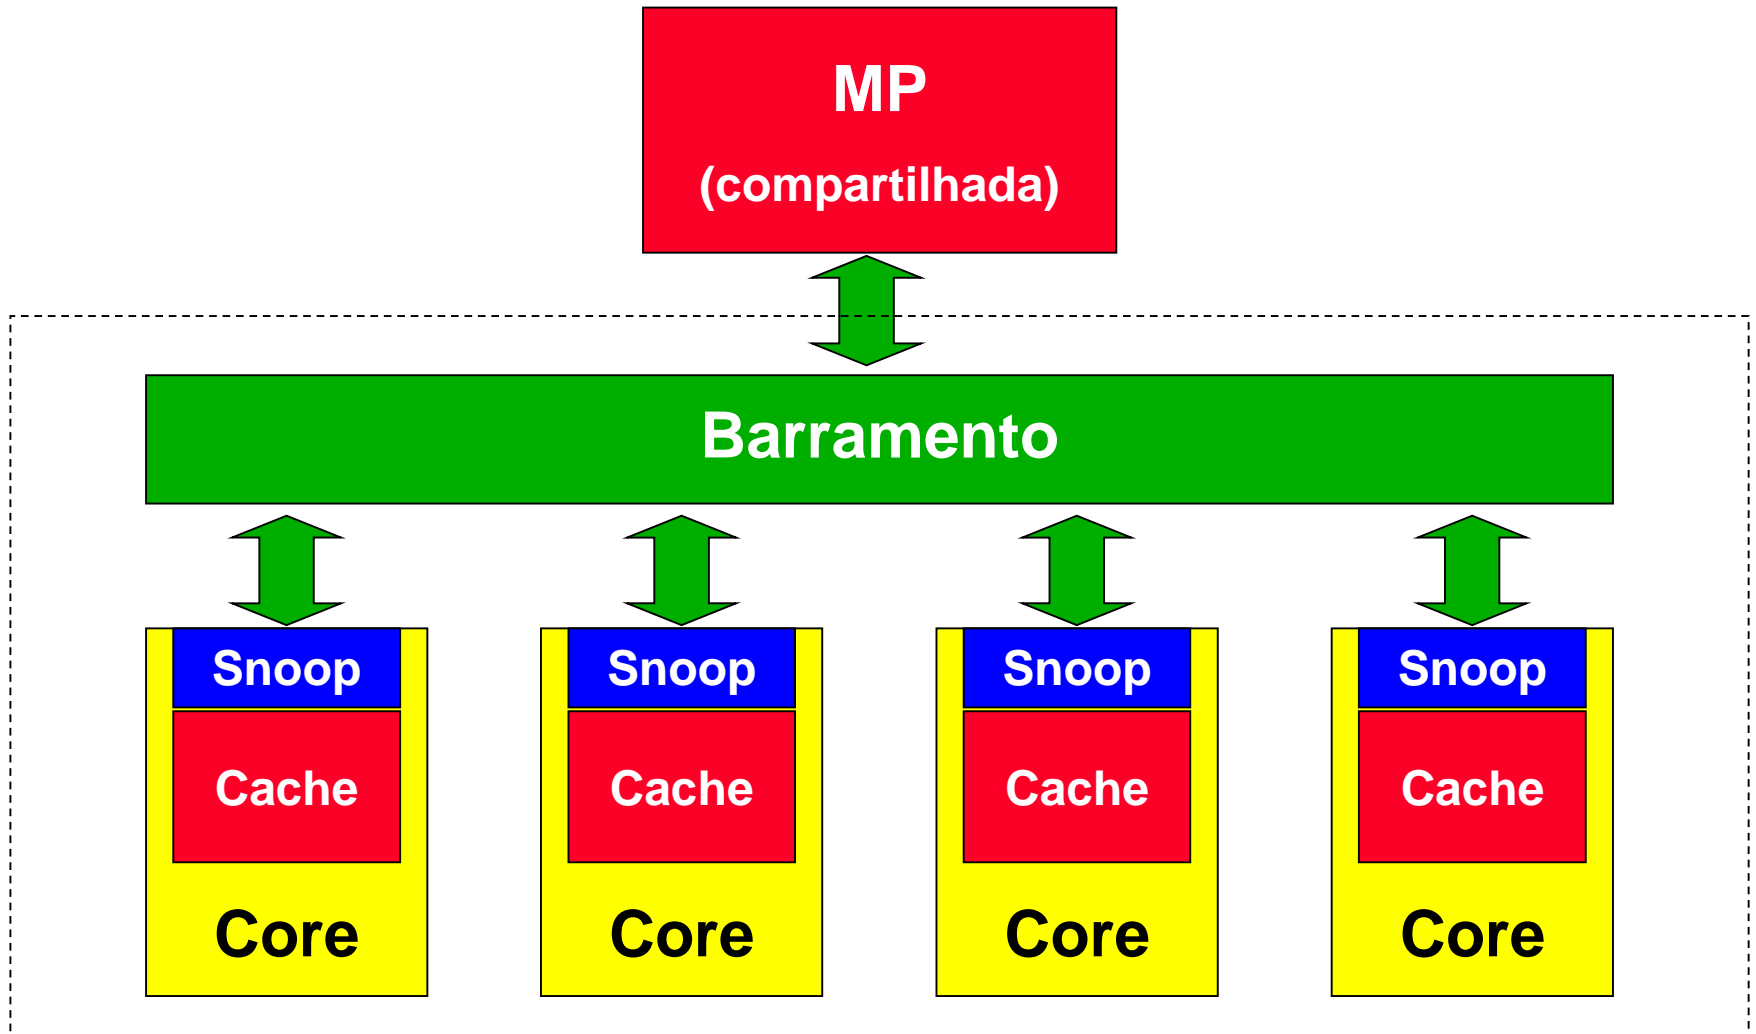 MP
(compartilhada)
Barramento
Snoop Snoop Snoop Snoop
Cache Cache Cache Cache
Core Core Core Core